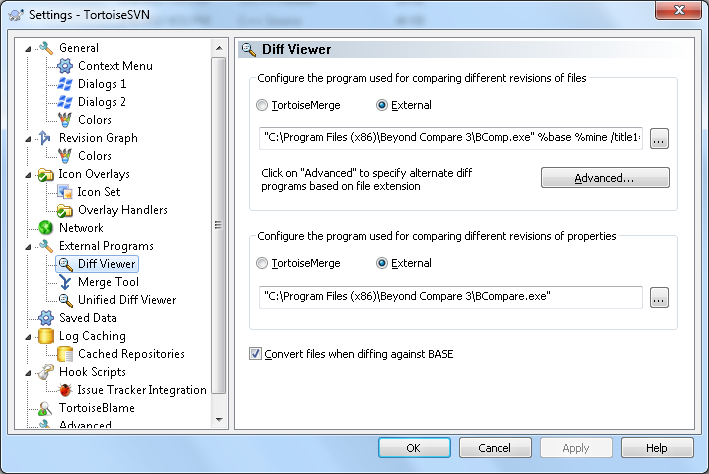 Settings - TortoiseSVN
General
Context Menu
Dialogs 1
Dialogs 2
Colors
Revision Graph
Colors
Icon Overlays
Icon Set
Overlay Handlers
Network
External Programs
Diff Viewer
Merge Tool
Unified Diff Viewer
Saved Data
Log Caching
Cached Repositories
Hook Scripts
Issue Tracker Integration
TortoiseBlame
Advanced
Diff Viewer
Configure the program used for comparing different revisions of files
TortoiseMerge External
"C:\Program Files (x86)\Beyond Compare 3\BComp.exe" %base %mine /title1= ...
Click on "Advanced" to specify alternate diff
programs based on file extension
Advanced...
Configure the program used for comparing different revisions of properties
TortoiseMerge External
"C:\Program Files (x86)\Beyond Compare 3\BCompare.exe" ...
Convert files when diffing against BASE
OK Cancel Apply Help